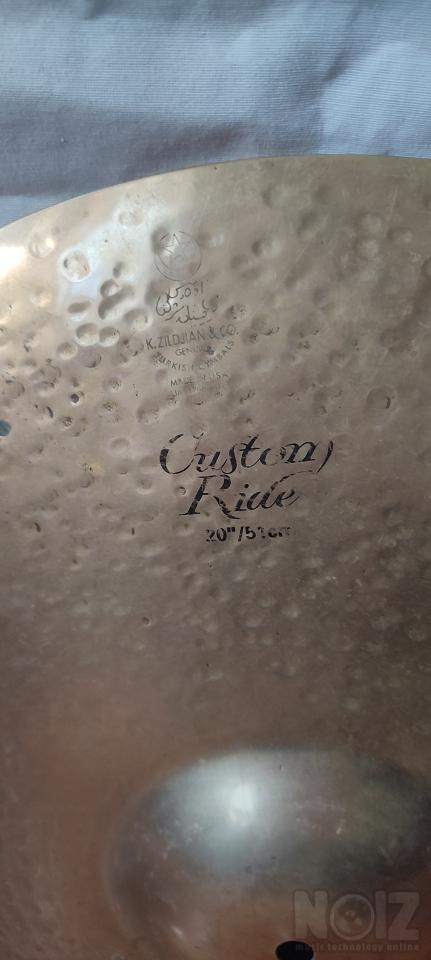 K.ZILDJIAN & CO.
GENUINE
TURKISH CYMBALS
MADE IN USA
Custom
Ride
20"/51cm
NOIZ
music technology online